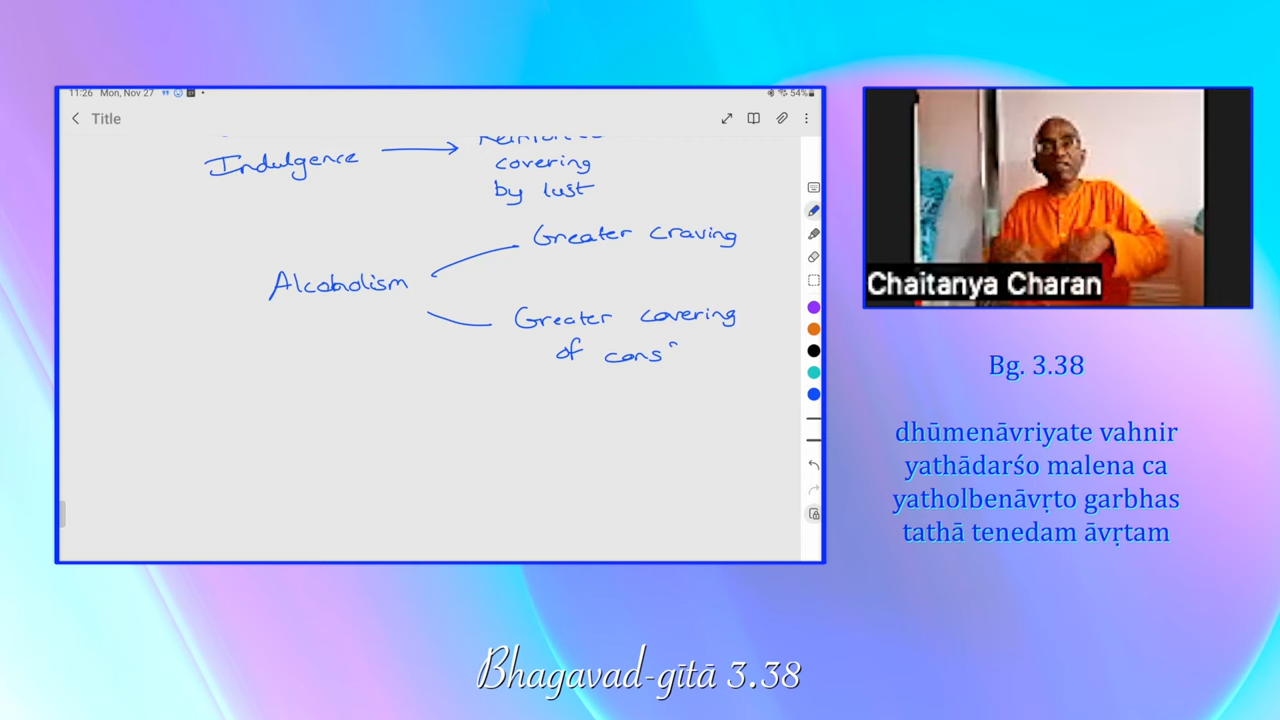 11:26 Mon, Nov 27
54%
Title
Indulgence
covering
by lust
Greater craving
Alcoholism
Greater covering
of cons
Chaitanya Charan
Bg. 3.38
dhūmenāvriyate vahnir
yathādarśo malena ca
yatholbenāvṛto garbhas
tathā tenedam āvṛtam
Bhagavad-gītā 3.38